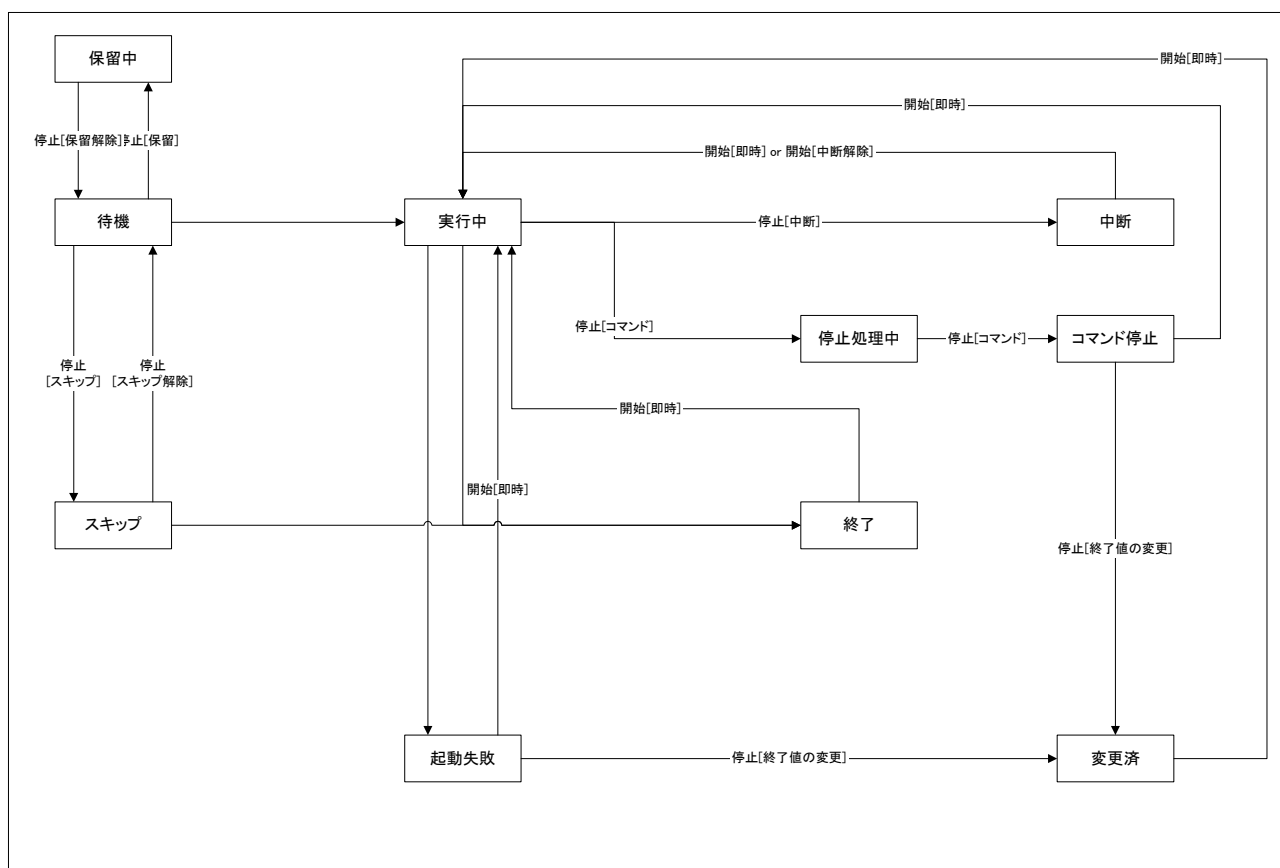 保留中
開始[即時]
開始[即時]
停止[保留解除]
停止[保留]
開始[即時] or 開始[中断解除]
待機
実行中
停止[中断]
中断
停止[コマンド]
停止処理中
停止[コマンド]
コマンド停止
停止
[スキップ]
停止
[スキップ解除]
開始[即時]
開始[即時]
スキップ
終了
停止[終了値の変更]
起動失敗
停止[終了値の変更]
変更済